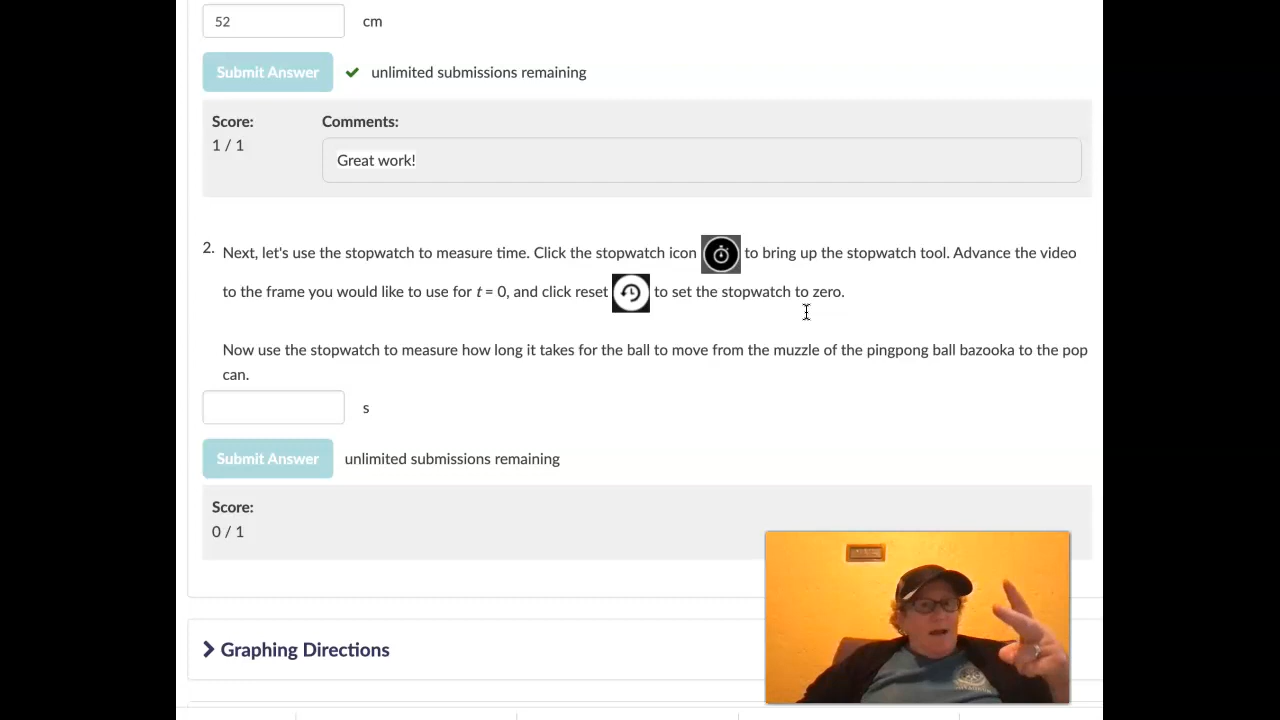 52 cm
Submit Answer unlimited submissions remaining
Score: Comments:
1 / 1
Great work!
2. Next, let's use the stopwatch to measure time. Click the stopwatch icon to bring up the stopwatch tool. Advance the video
to the frame you would like to use for t = 0, and click reset to set the stopwatch to zero.
Now use the stopwatch to measure how long it takes for the ball to move from the muzzle of the pingpong ball bazooka to the pop
can.
s
Submit Answer unlimited submissions remaining
Score:
0 / 1
Graphing Directions